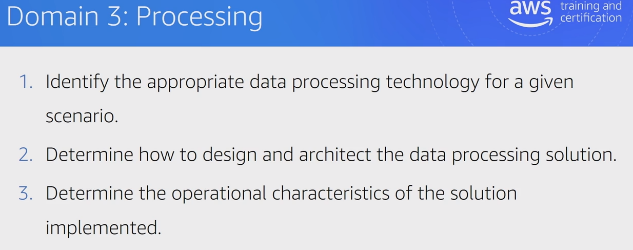 Domain 3: Processing
aws training and
certification
1. Identify the appropriate data processing technology for a given
scenario.
2. Determine how to design and architect the data processing solution.
3. Determine the operational characteristics of the solution
implemented.